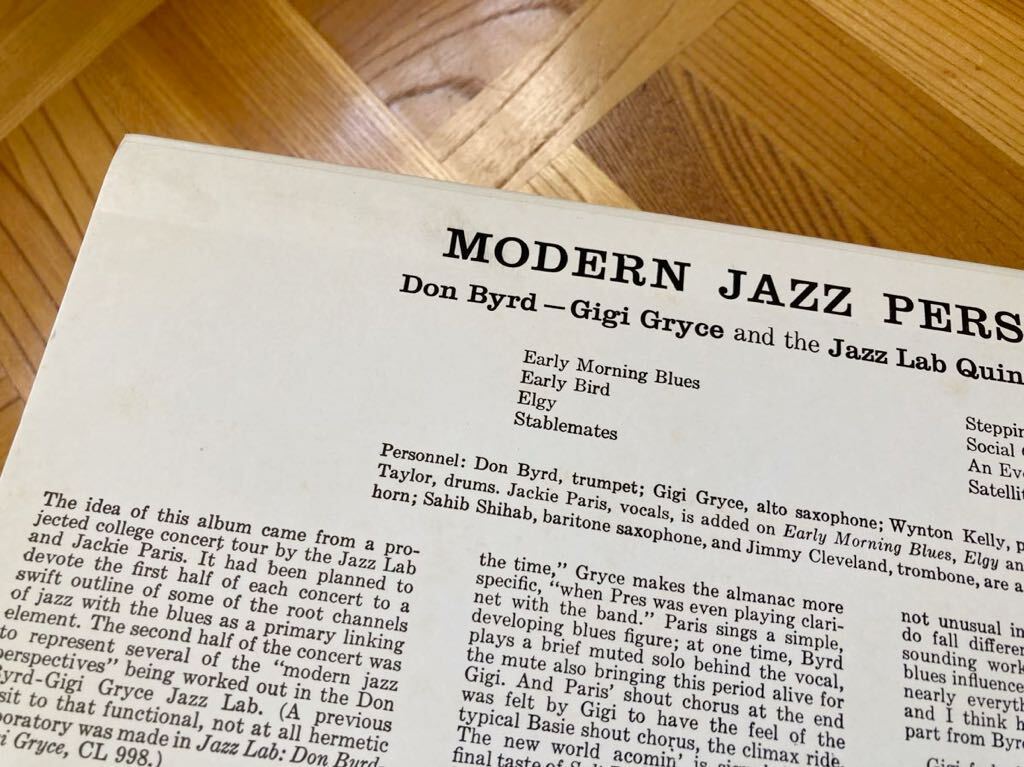 MODERN JAZZ PERS
Don Byrd — Gigi Gryce and the Jazz Lab Quin
Early Morning Blues
Early Bird
Elgy
Stablemates
Steppin
Social
An Eve
Satellit
Personnel: Don Byrd, trumpet; Gigi Gryce, alto saxophone; Wynton Kelly, p
Taylor, drums. Jackie Paris, vocals, is added on Early Morning Blues, Elgy an
horn; Sahib Shihab, baritone saxophone, and Jimmy Cleveland, trombone, are a
The idea of this album came from a pro-
jected college concert tour by the Jazz Lab
and Jackie Paris. It had been planned to
devote the first half of each concert to a
swift outline of some of the root channels
of jazz with the blues as a primary linking
element. The second half of the concert was
to represent several of the "modern jazz
perspectives" being worked out in the Don
Byrd-Gigi Gryce Jazz Lab. (A previous
sit to that functional, not at all hermetic
boratory was made in Jazz Lab: Don Byrd-
i Gryce, CL 998.)
the time," Gryce makes the almanac more
specific, "when Pres was even playing clari-
net with the band." Paris sings a simple,
developing blues figure; at one time, Byrd
plays a brief muted solo behind the vocal,
the mute also bringing this period alive for
Gigi. And Paris' shout chorus at the end
was felt by Gigi to have the feel of the
typical Basie shout chorus, the climax ride.
The new world acomin' is
final taste of
not unusual in
do fall differen
sounding work
blues influence
nearly everyth
and I think h
part from Byr